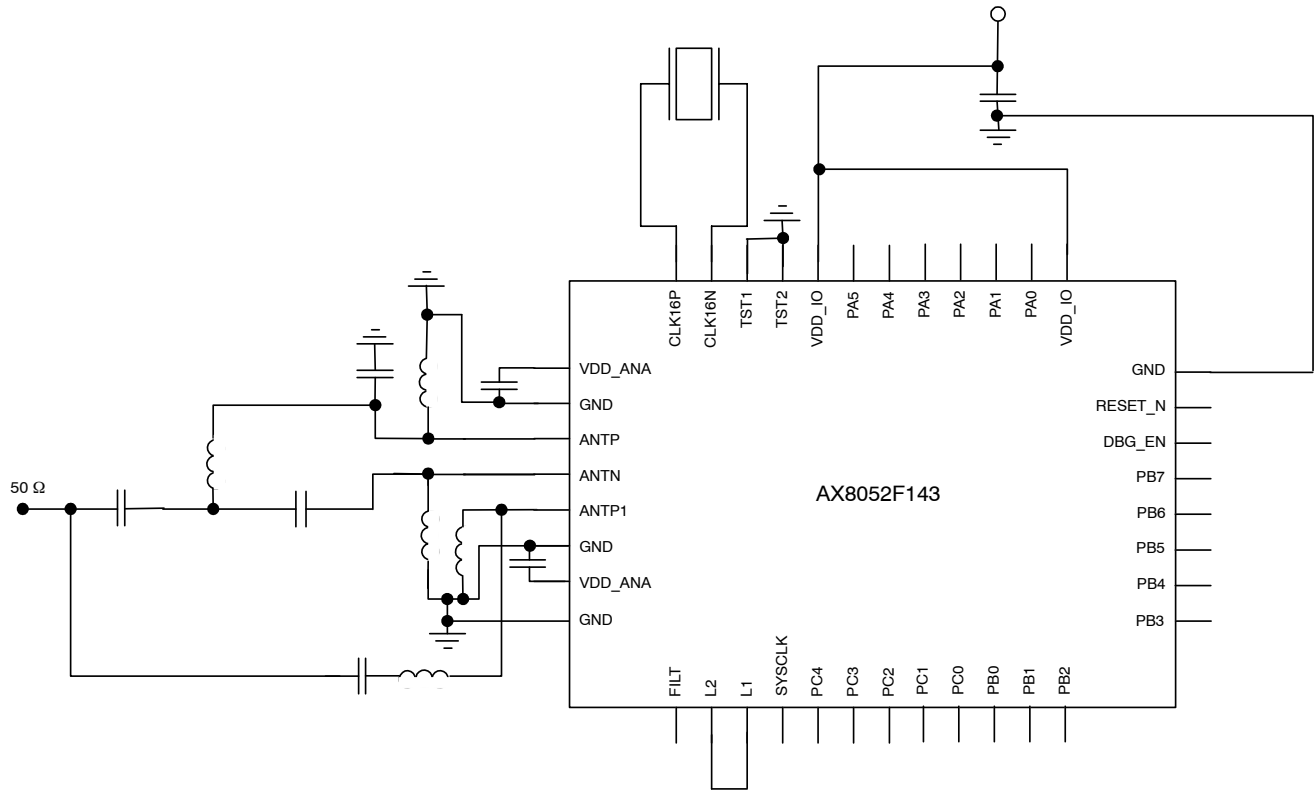 CLK16P
CLK16N
TST1
TST2
VDD_IO
PA5
PA4
PA3
PA2
PA1
PA0
VDD_IO
VDD_ANA
GND
ANTP
ANTN
ANTP1
GND
VDD_ANA
GND
50 Ω
AX8052F143
GND
RESET_N
DBG_EN
PB7
PB6
PB5
PB4
PB3
FILT
L2
L1
SYSCLK
PC4
PC3
PC2
PC1
PC0
PB0
PB1
PB2